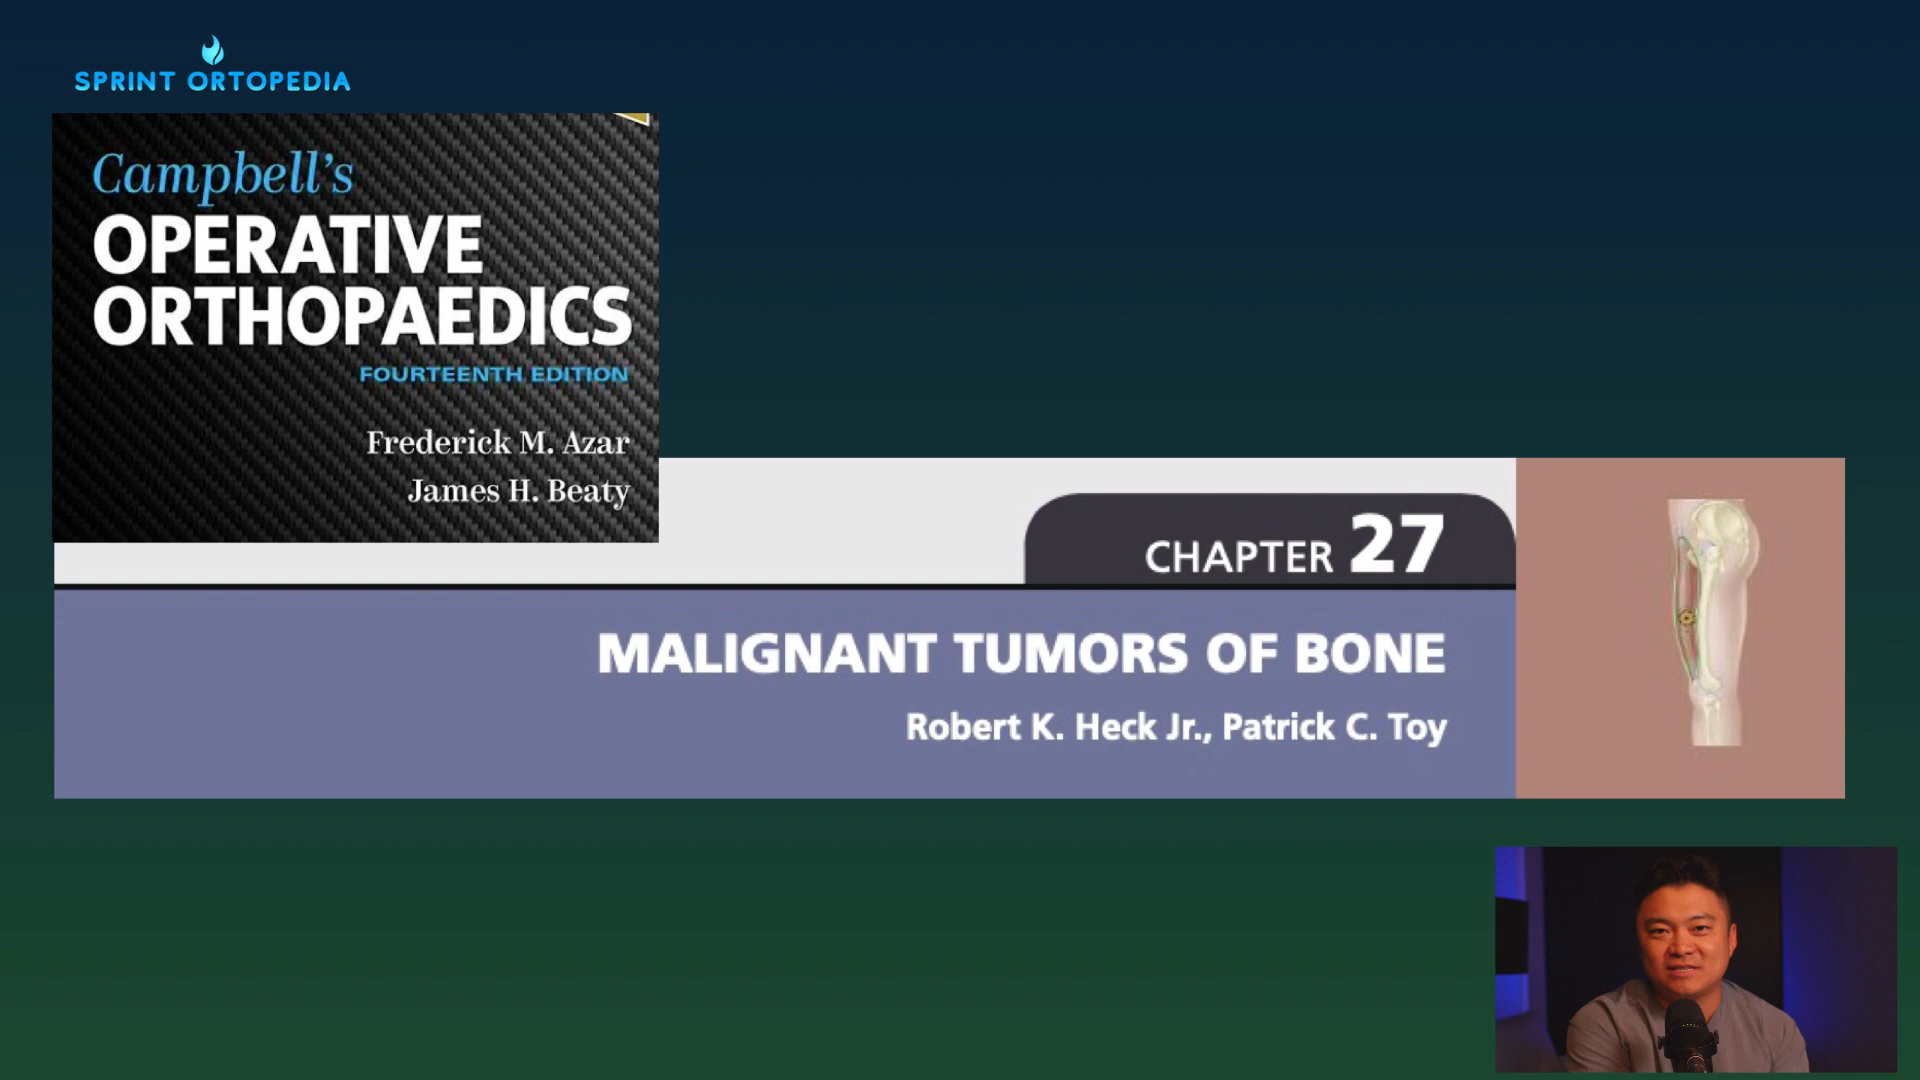 SPRINT ORTOPEDIA
Campbell's
OPERATIVE
ORTHOPAEDICS
FOURTEENTH EDITION
Frederick M. Azar
James H. Beaty
CHAPTER 27
MALIGNANT TUMORS OF BONE
Robert K. Heck Jr., Patrick C. Toy